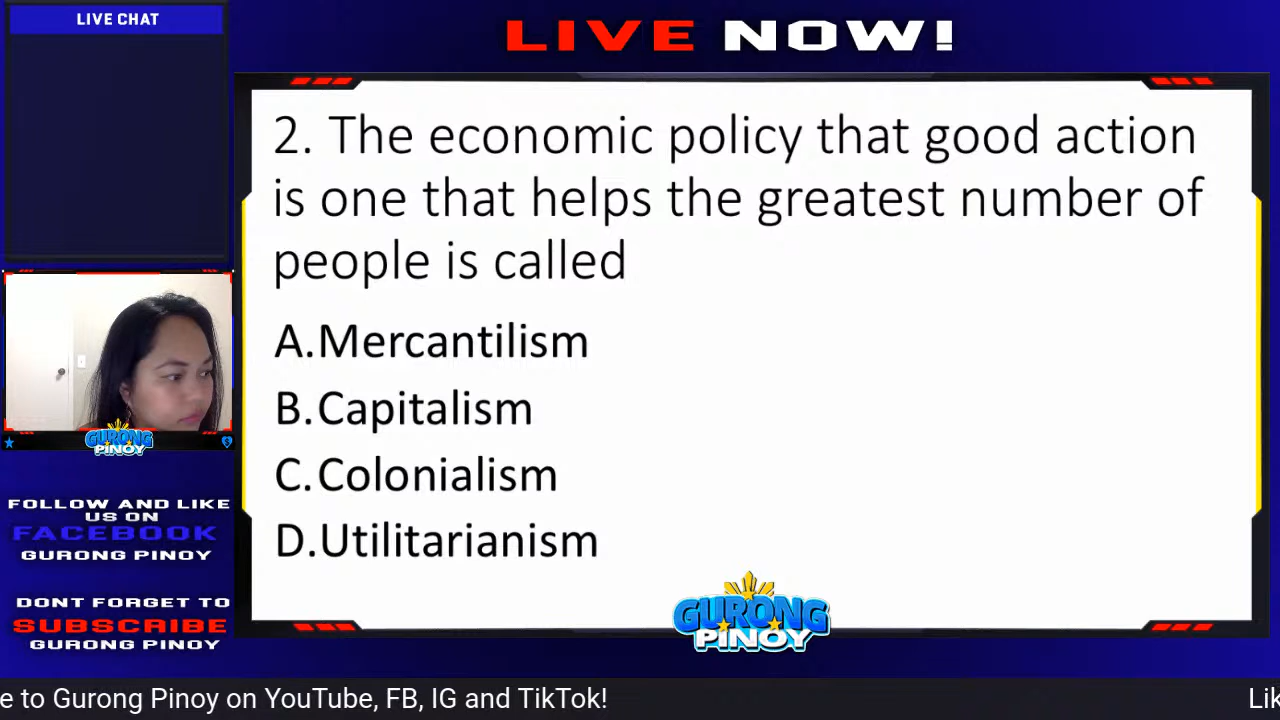 LIVE CHAT
LIVE NOW!
2. The economic policy that good action
is one that helps the greatest number of
people is called
A.Mercantilism
B.Capitalism
C.Colonialism
D.Utilitarianism
GURONG
PINOY
GURONG
PINOY
FOLLOW AND LIKE
US ON
FACEBOOK
GURONG PINOY
DONT FORGET TO
SUBSCRIBE
GURONG PINOY
e to Gurong Pinoy on YouTube, FB, IG and TikTok! Lik